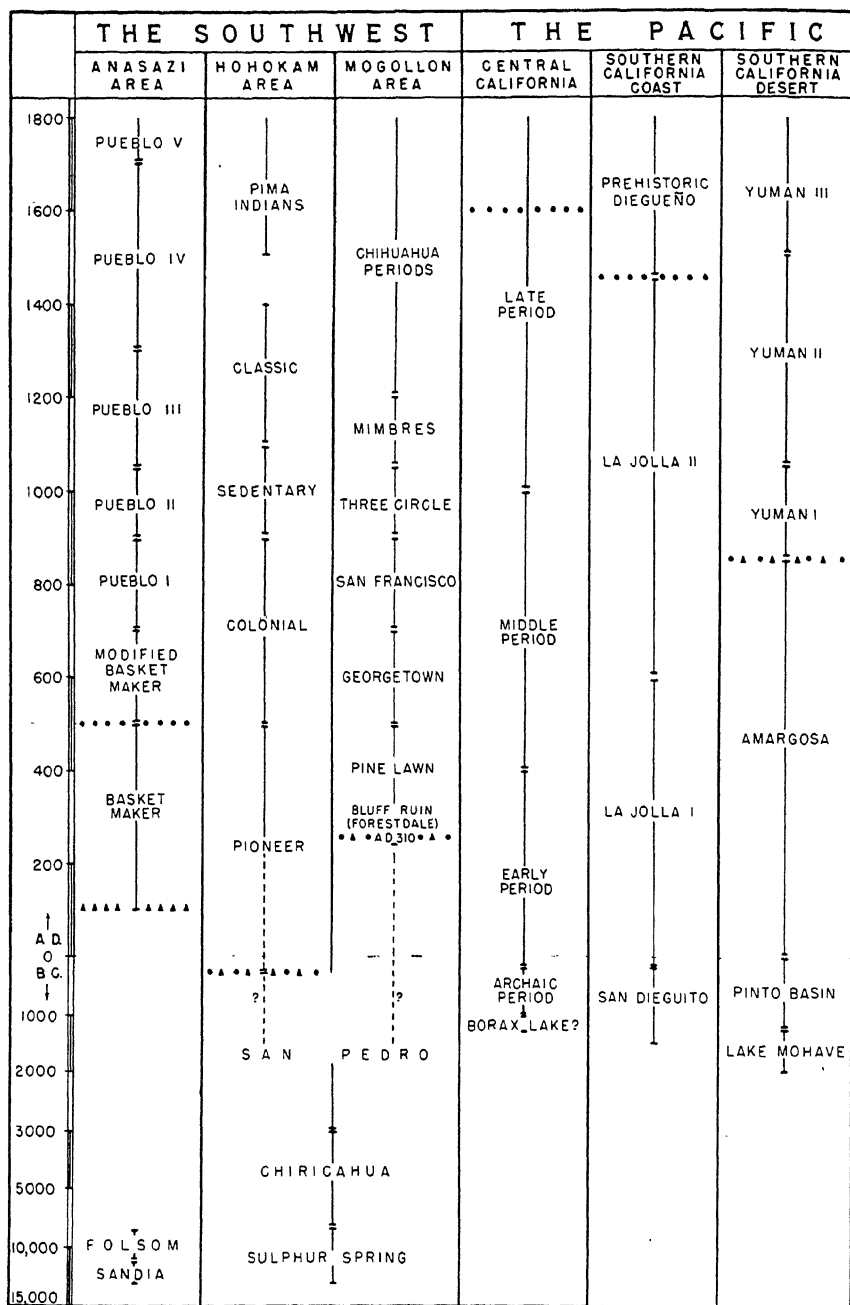 THE SOUTHWEST
THE PACIFIC
ANASAZI
AREA
HOHOKAM
AREA
MOGOLLON
AREA
CENTRAL
CALIFORNIA
SOUTHERN
CALIFORNIA
COAST
SOUTHERN
CALIFORNIA
DESERT
1800
1600
1400
1200
1000
800
600
400
200
A.D.
0
B.C.
1000
2000
3000
5000
10,000
15,000
PUEBLO V
PUEBLO IV
PUEBLO III
PUEBLO II
PUEBLO I
MODIFIED
BASKET
MAKER
BASKET
MAKER
FOLSOM
SANDIA
PIMA
INDIANS
CLASSIC
SEDENTARY
COLONIAL
PIONEER
?
CHIHUAHUA
PERIODS
MIMBRES
THREE CIRCLE
SAN FRANCISCO
GEORGETOWN
PINE LAWN
BLUFF RUIN
(FORESTDALE)
A.D.310
?
SAN PEDRO
CHIRICAHUA
SULPHUR SPRING
LATE
PERIOD
MIDDLE
PERIOD
EARLY
PERIOD
ARCHAIC
PERIOD
BORAX LAKE?
PREHISTORIC
DIEGUEÑO
LA JOLLA II
LA JOLLA I
SAN DIEGUITO
YUMAN III
YUMAN II
YUMAN I
AMARGOSA
PINTO BASIN
LAKE MOHAVE